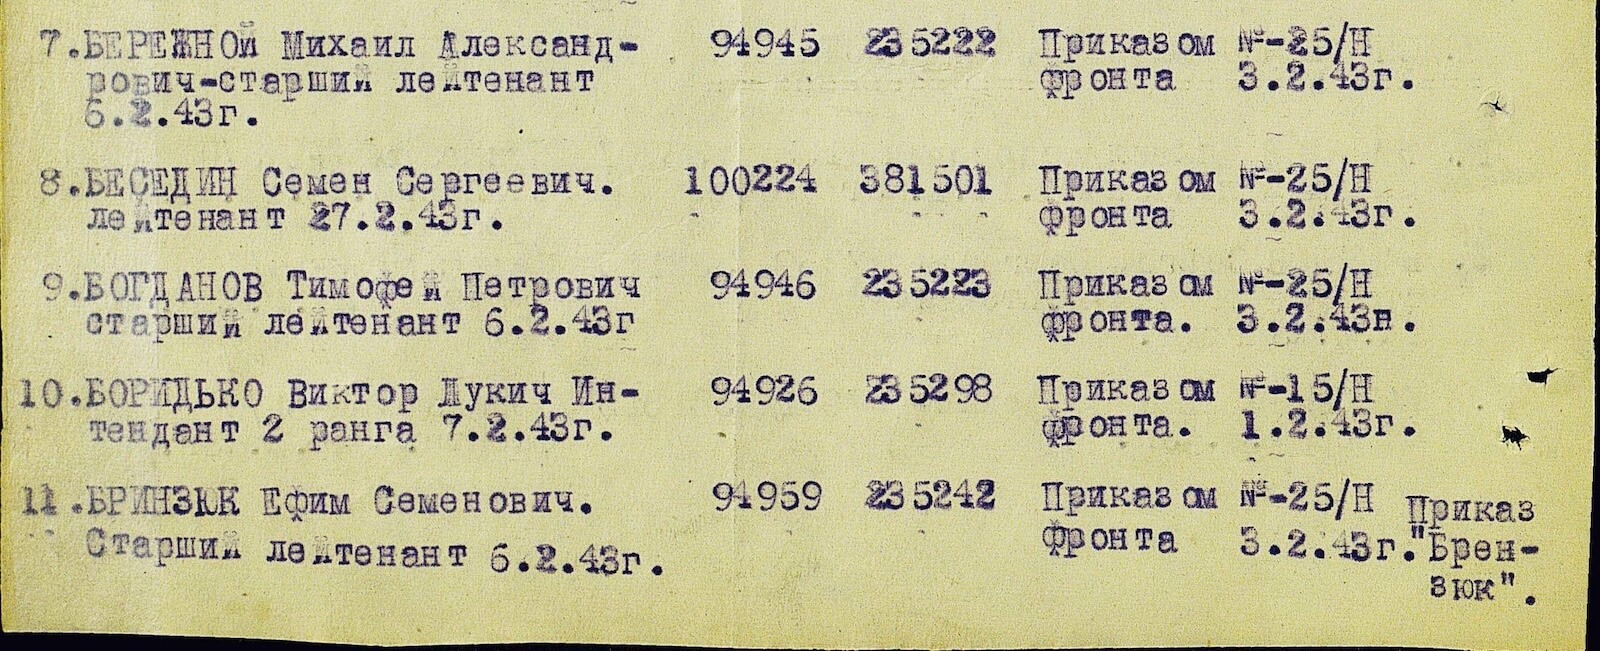 7.БЕРЕЖНОЙ Михаил Александ- 94945 235222 Приказом №-25/Н
рович-старший лейтенант фронта 3.2.43г.
6.2.43г.
8.БЕСЕДИН Семен Сергеевич. 100224 381501 Приказом №-25/Н
лейтенант 27.2.43г. фронта 3.2.43г.
9.БОГДАНОВ Тимофей Петрович 94946 235223 Приказом №-25/Н
старший лейтенант 6.2.43г фронта. 3.2.43н.
10.БОРИДЬКО Виктор Лукич Ин- 94926 235298 Приказом №-15/Н
тендант 2 ранга 7.2.43г. фронта. 1.2.43г.
11.БРИНЗЮК Ефим Семенович. 94959 235242 Приказом №-25/Н Приказ
Старший лейтенант 6.2.43г. фронта 3.2.43г. "Брен-
зюк".